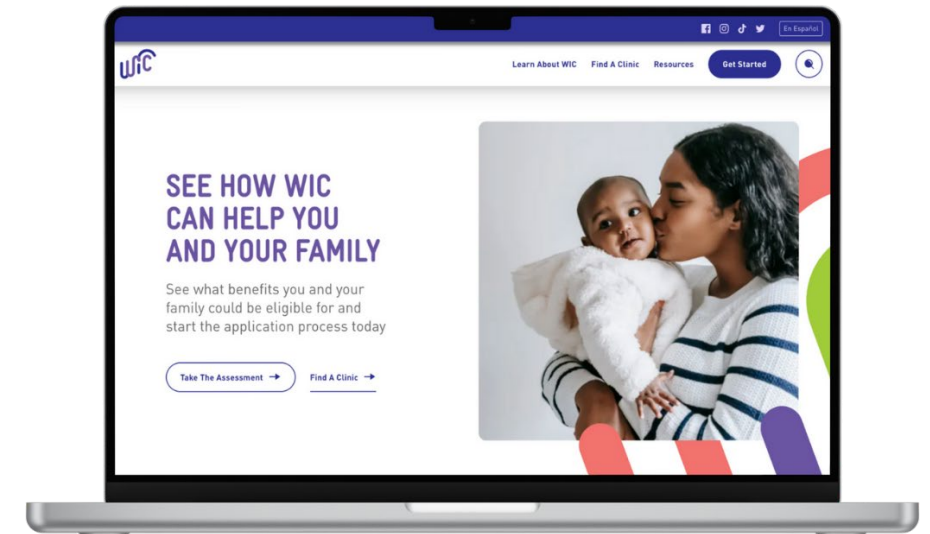 En Español
WIC
Learn About WIC Find A Clinic Resources Get Started
SEE HOW WIC
CAN HELP YOU
AND YOUR FAMILY
See what benefits you and your
family could be eligible for and
start the application process today
Take The Assessment → Find A Clinic →